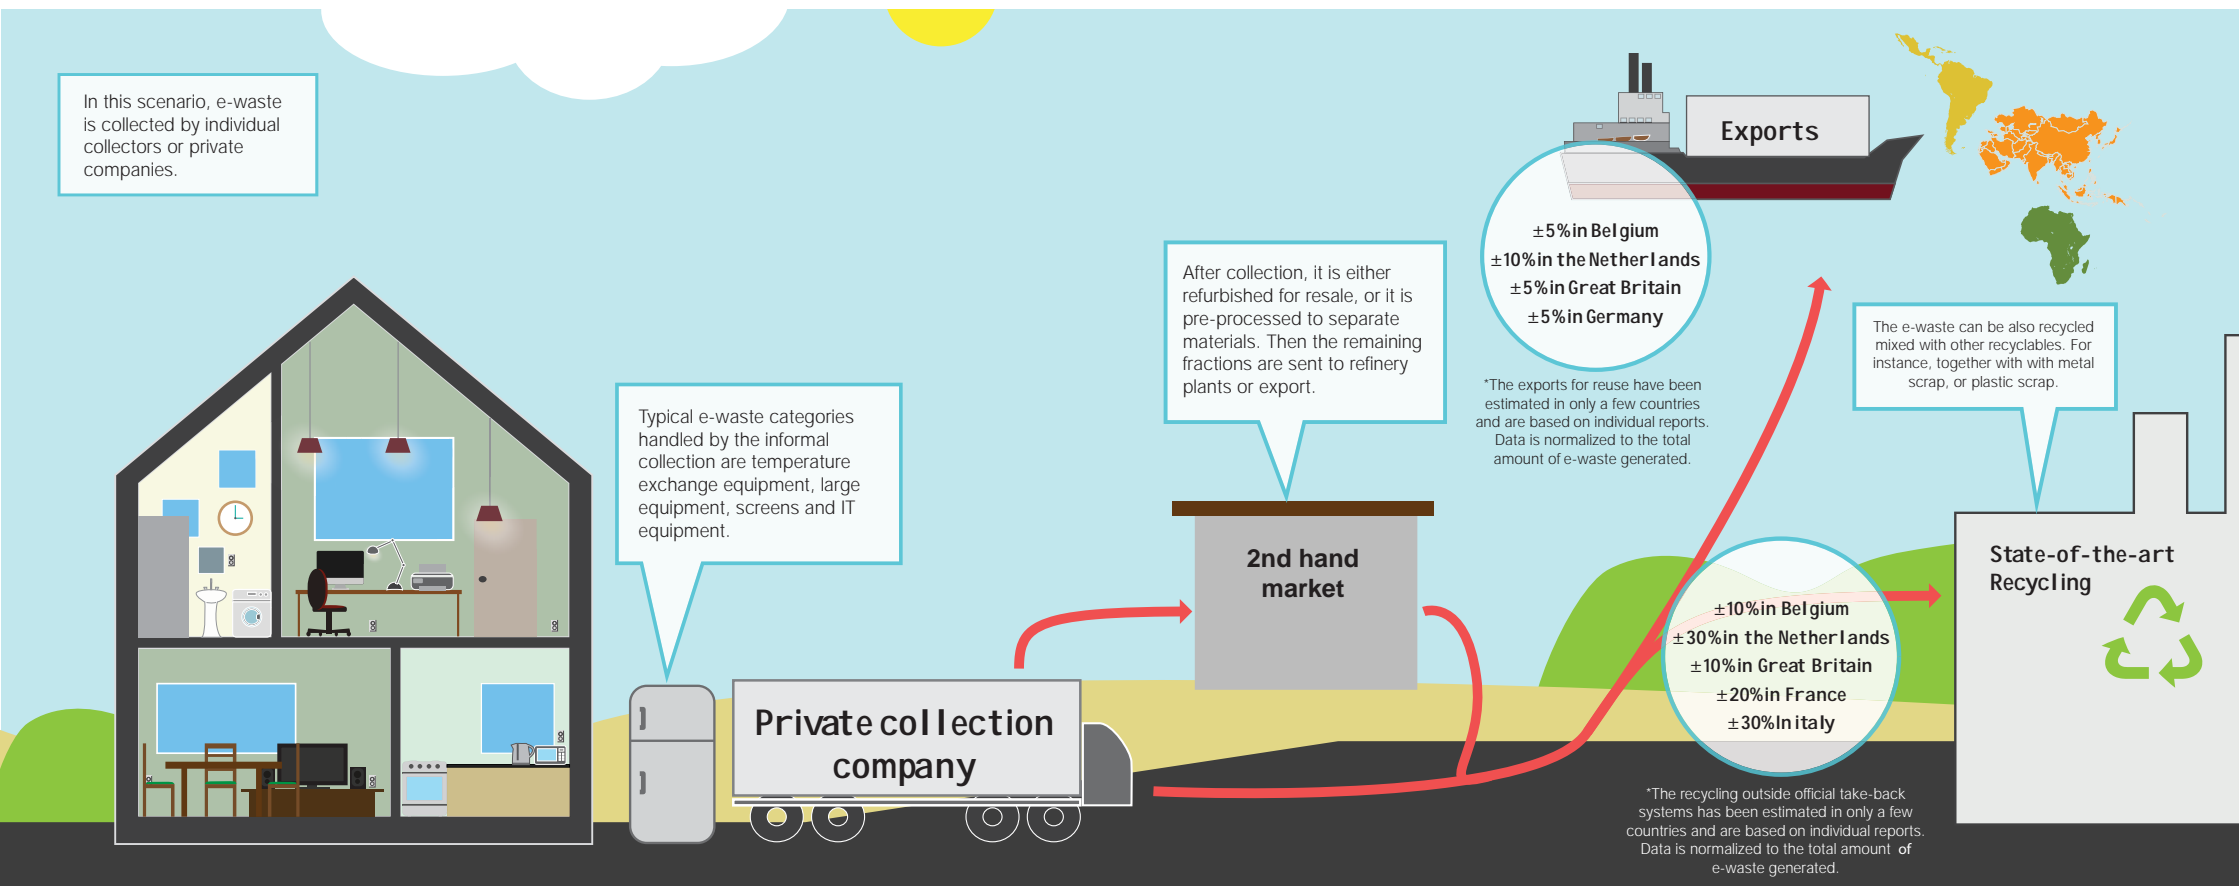 In this scenario, e-waste
is collected by individual
collectors or private
companies.
Typical e-waste categories
handled by the informal
collection are temperature
exchange equipment, large
equipment, screens and IT
equipment.
Private collection
company
After collection, it is either
refurbished for resale, or it is
pre-processed to separate
materials. Then the remaining
fractions are sent to refinery
plants or export.
2nd hand
market
Exports
±5% in Belgium
±10% in the Netherlands
±5% in Great Britain
±5% in Germany
*The exports for reuse have been
estimated in only a few countries
and are based on individual reports.
Data is normalized to the total
amount of e-waste generated.
The e-waste can be also recycled
mixed with other recyclables. For
instance, together with with metal
scrap, or plastic scrap.
State-of-the-art
Recycling
±10% in Belgium
±30% in the Netherlands
±10% in Great Britain
±20% in France
±30% In italy
*The recycling outside official take-back
systems has been estimated in only a few
countries and are based on individual reports.
Data is normalized to the total amount of
e-waste generated.